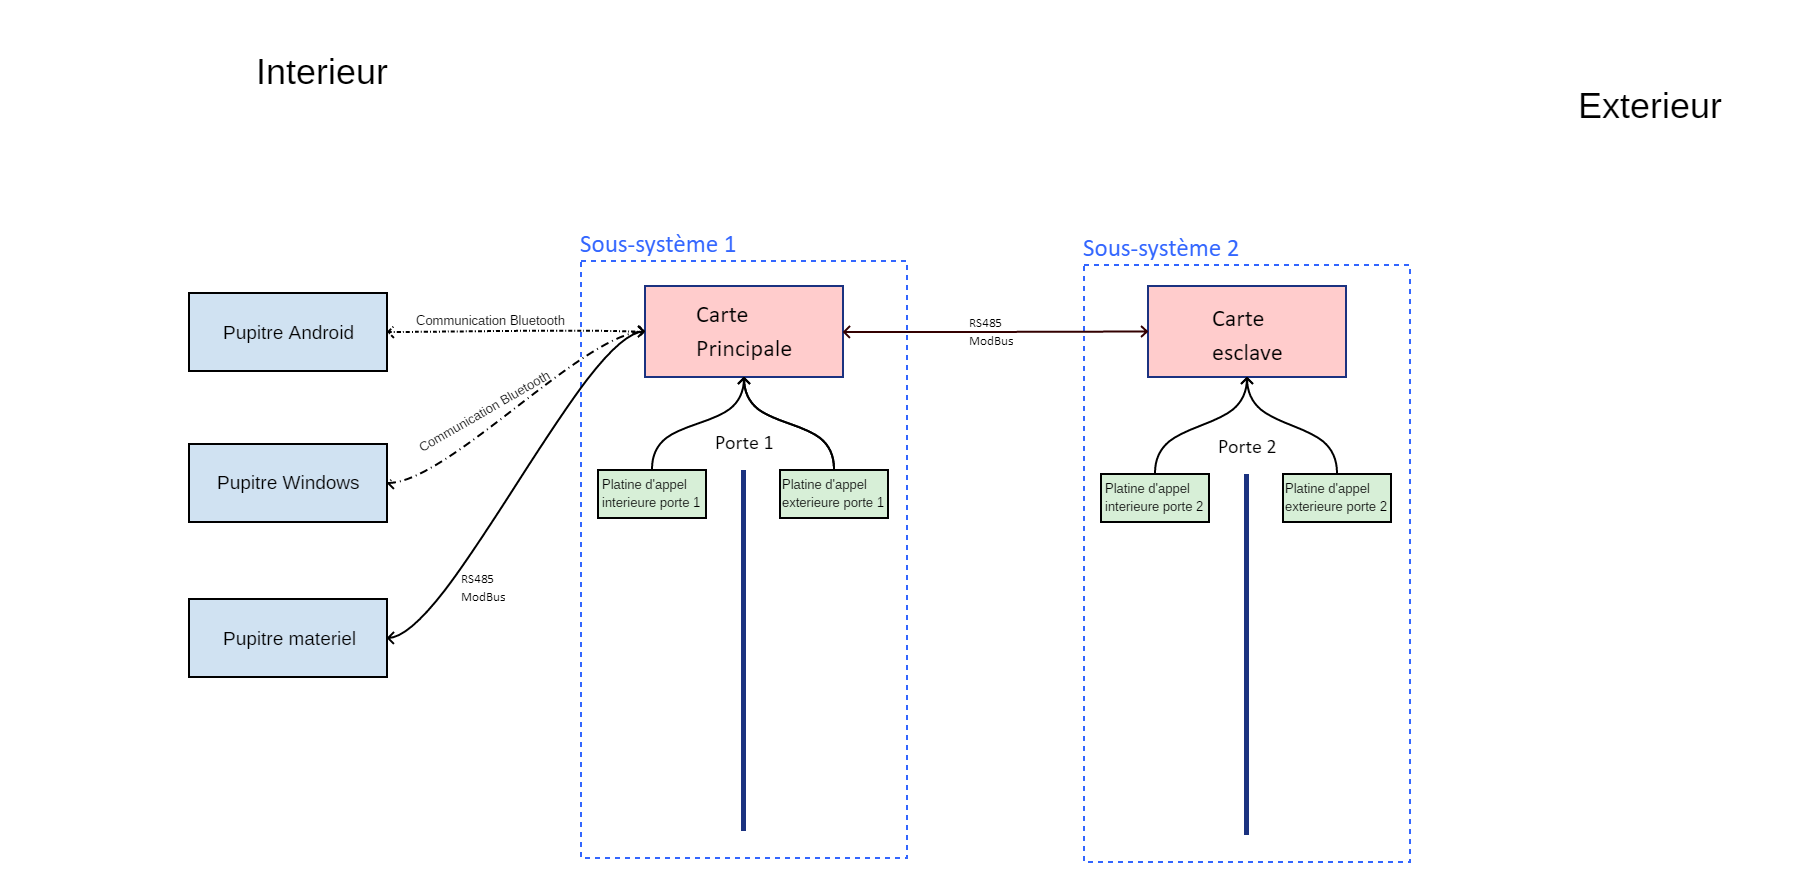 Interieur
Exterieur
Sous-système 1
Sous-système 2
Pupitre Android
Communication Bluetooth
Carte
Principale
RS485
ModBus
Carte
esclave
Communication Bluetooth
Pupitre Windows
Porte 1
Platine d'appel
interieure porte 1
Platine d'appel
exterieure porte 1
Porte 2
Platine d'appel
interieure porte 2
Platine d'appel
exterieure porte 2
RS485
ModBus
Pupitre materiel